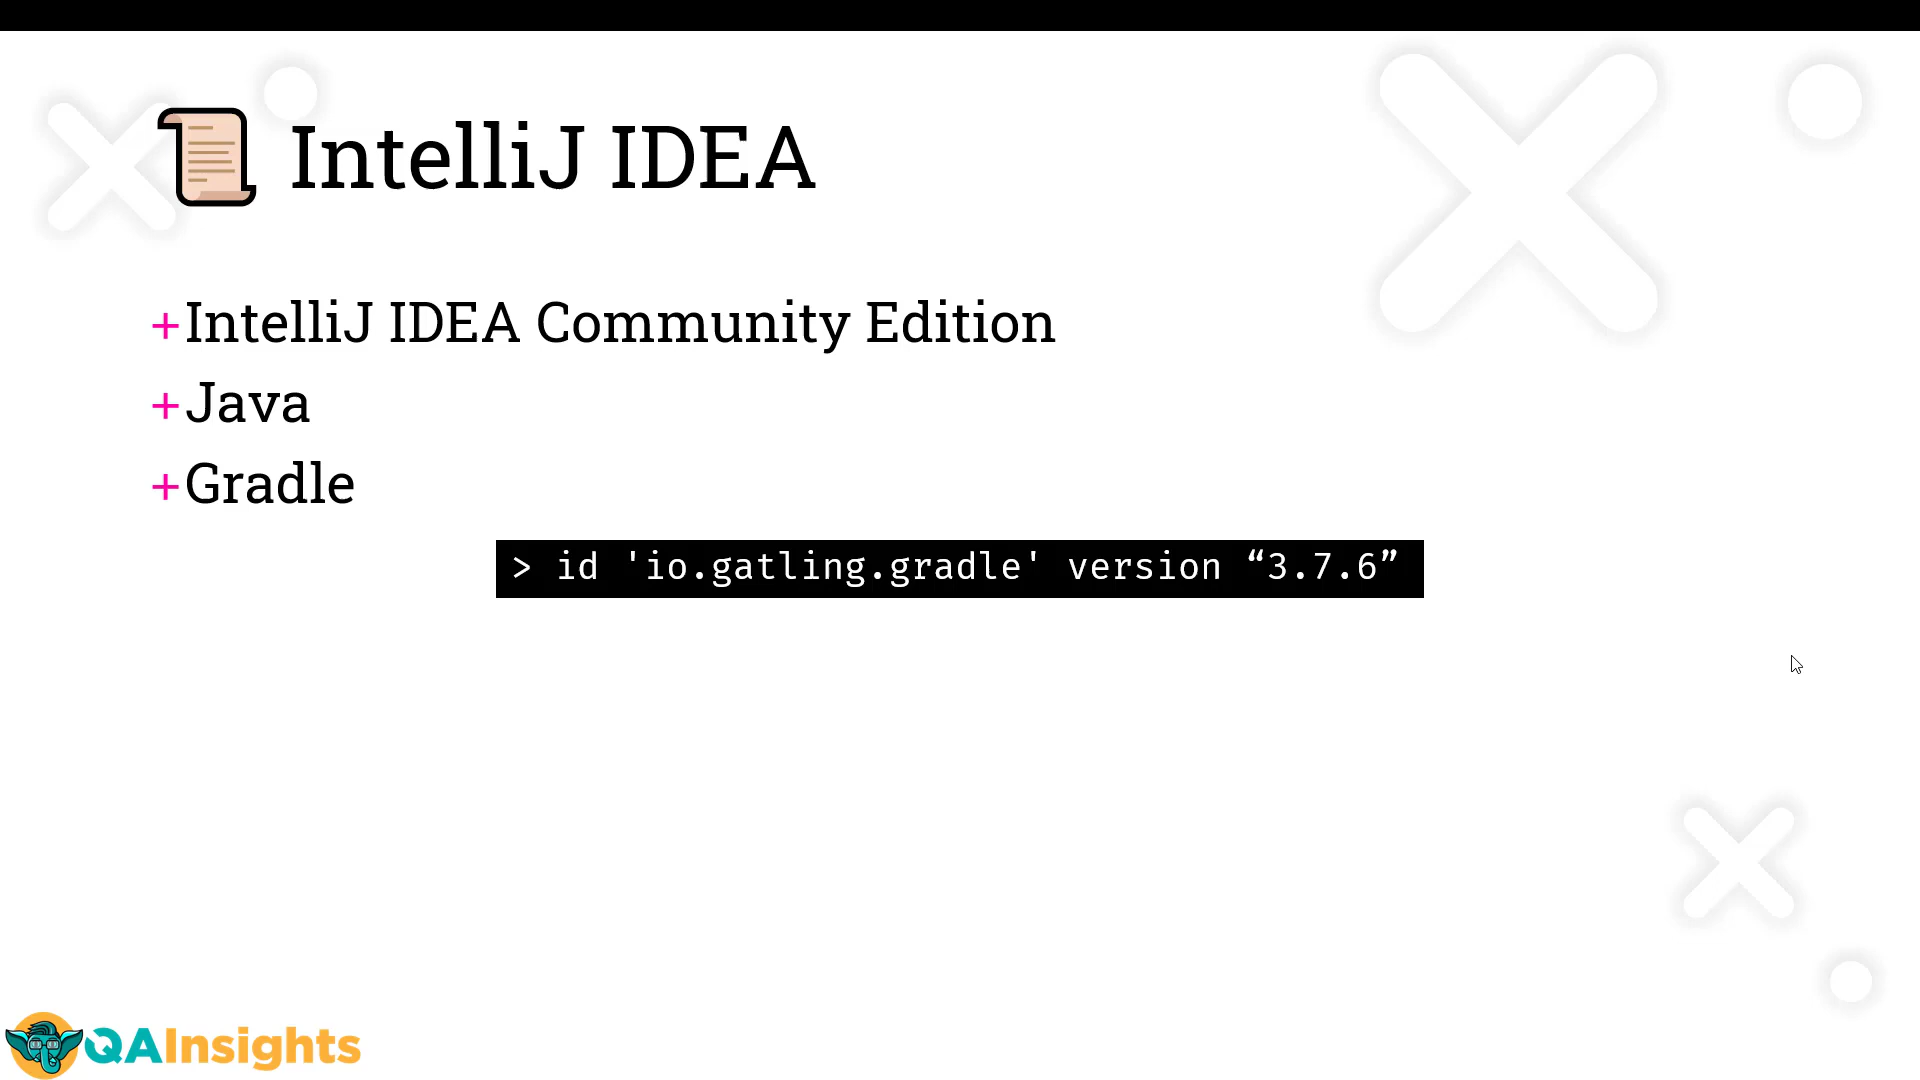 IntelliJ IDEA
+IntelliJ IDEA Community Edition
+Java
+Gradle
> id 'io.gatling.gradle' version “3.7.6”
QAInsights